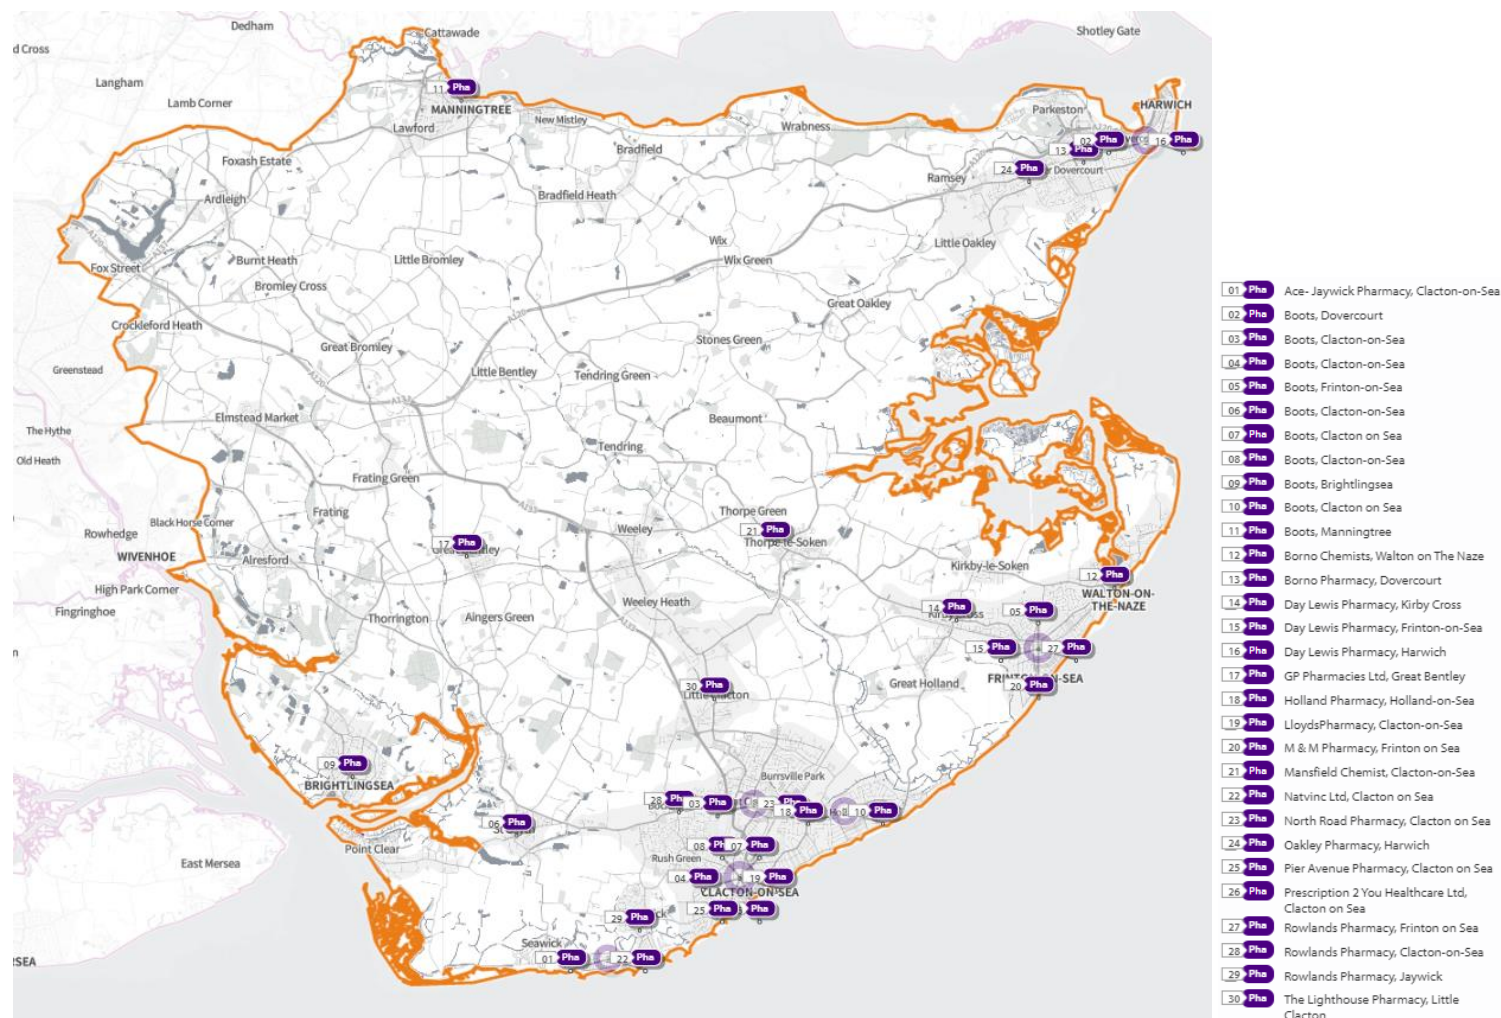 Dedham
Cattawade
Shotley Gate
d Cross
Langham
11 Pha
Lamb Corner
MANNINGTREE
Parkeston
HARWICH
New Mistley
Lawford
Wrabness
02 Pha
16 Pha
13 Pha
Bradfield
Foxash Estate
24 Pha
Dovercourt
Ramsey
A120
Ardleigh
Bradfield Heath
Wix
Little Oakley
A120
Burnt Heath
Little Bromley
Wix Green
Fox Street
Bromley Cross
Great Oakley
A120
Crockleford Heath
Stones Green
Great Bromley
Greenstead
Little Bentley
Tendring Green
A120
A133
Elmstead Market
Beaumont
The Hythe
Tendring
Old Heath
Frating Green
A133
Frating
Thorpe Green
Black Horse Corner
Weeley
21 Pha
Rowhedge
17 Pha
Thorpe-le-Soken
WIVENHOE
Alresford
Kirkby-le-Soken
12 Pha
High Park Corner
WALTON-ON-
THE-NAZE
Weeley Heath
14 Pha
05 Pha
Fingringhoe
Thorrington
Aingers Green
A133
15 Pha
27 Pha
Great Holland
20 Pha
30 Pha
Little Clacton
09 Pha
Burrsville Park
BRIGHTLINGSEA
28 Pha
03 Pha
23 Pha
18 Pha
10 Pha
06 Pha
Point Clear
08 Ph
07 Pha
East Mersea
Rush Green
04 Pha
19 Pha
CLACTON-ON-SEA
25 Pha
Pha
29 Pha
Seawick
01 Pha
22 Pha
RSEA
01 Pha Ace- Jaywick Pharmacy, Clacton-on-Sea
02 Pha Boots, Dovercourt
03 Pha Boots, Clacton-on-Sea
04 Pha Boots, Clacton-on-Sea
05 Pha Boots, Frinton-on-Sea
06 Pha Boots, Clacton-on-Sea
07 Pha Boots, Clacton on Sea
08 Pha Boots, Clacton-on-Sea
09 Pha Boots, Brightlingsea
10 Pha Boots, Clacton on Sea
11 Pha Boots, Manningtree
12 Pha Borno Chemists, Walton on The Naze
13 Pha Borno Pharmacy, Dovercourt
14 Pha Day Lewis Pharmacy, Kirby Cross
15 Pha Day Lewis Pharmacy, Frinton-on-Sea
16 Pha Day Lewis Pharmacy, Harwich
17 Pha GP Pharmacies Ltd, Great Bentley
18 Pha Holland Pharmacy, Holland-on-Sea
19 Pha LloydsPharmacy, Clacton-on-Sea
20 Pha M & M Pharmacy, Frinton on Sea
21 Pha Mansfield Chemist, Clacton-on-Sea
22 Pha Natvinc Ltd, Clacton on Sea
23 Pha North Road Pharmacy, Clacton on Sea
24 Pha Oakley Pharmacy, Harwich
25 Pha Pier Avenue Pharmacy, Clacton on Sea
26 Pha Prescription 2 You Healthcare Ltd,
Clacton on Sea
27 Pha Rowlands Pharmacy, Frinton on Sea
28 Pha Rowlands Pharmacy, Clacton-on-Sea
29 Pha Rowlands Pharmacy, Jaywick
30 Pha The Lighthouse Pharmacy, Little
Clacton